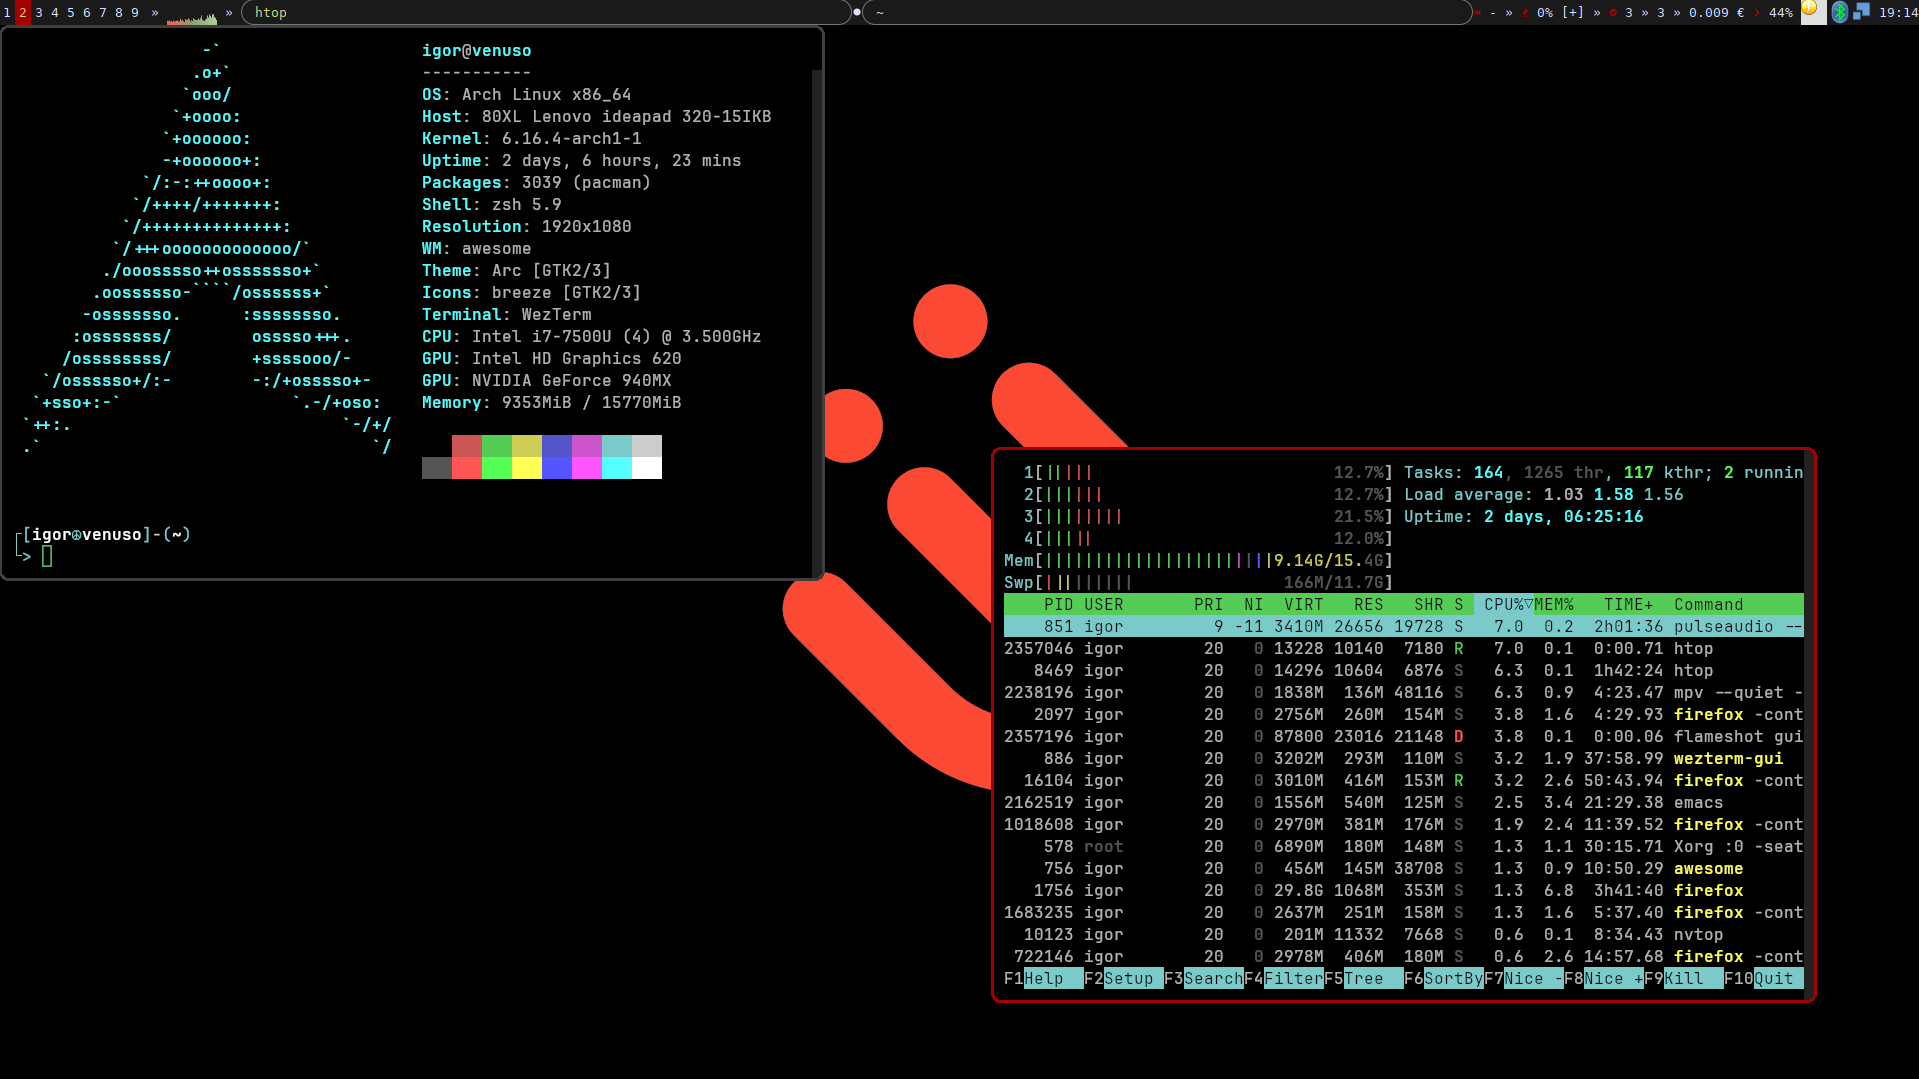 1 2 3 4 5 6 7 8 9 » » htop ~ - » 0% [+] » 3 » 3 » 0.009 € 44% 19:14
-`
.o+`
`ooo/
`+oooo:
`+oooooo:
-+oooooo+:
`/:-:++oooo+:
`/++++/+++++++:
`/++++++++++++++:
`/+++ooooooooooooo/`
./ooosssso++osssssso+`
.oossssso-````/ossssss+`
-osssssso. :ssssssso.
:osssssss/ osssso+++.
/ossssssss/ +ssssooo/-
`/ossssso+/:- -:/+osssso+-
`+sso+:-` `.-/+oso:
`++:. `-/+/
.` `/
igor@venuso
-----------
OS: Arch Linux x86_64
Host: 80XL Lenovo ideapad 320-15IKB
Kernel: 6.16.4-arch1-1
Uptime: 2 days, 6 hours, 23 mins
Packages: 3039 (pacman)
Shell: zsh 5.9
Resolution: 1920x1080
WM: awesome
Theme: Arc [GTK2/3]
Icons: breeze [GTK2/3]
Terminal: WezTerm
CPU: Intel i7-7500U (4) @ 3.500GHz
GPU: Intel HD Graphics 620
GPU: NVIDIA GeForce 940MX
Memory: 9353MiB / 15770MiB
┌[igor☮venuso]-(~)
└>
1[||||| 12.7%] Tasks: 164, 1265 thr, 117 kthr; 2 runnin
2[|||||| 12.7%] Load average: 1.03 1.58 1.56
3[|||||||| 21.5%] Uptime: 2 days, 06:25:16
4[||||| 12.0%]
Mem[|||||||||||||||||||||||9.14G/15.4G]
Swp[||||||||| 166M/11.7G]
PID USER PRI NI VIRT RES SHR S CPU%▽MEM% TIME+ Command
851 igor 9 -11 3410M 26656 19728 S 7.0 0.2 2h01:36 pulseaudio --
2357046 igor 20 0 13228 10140 7180 R 7.0 0.1 0:00.71 htop
8469 igor 20 0 14296 10604 6876 S 6.3 0.1 1h42:24 htop
2238196 igor 20 0 1838M 136M 48116 S 6.3 0.9 4:23.47 mpv --quiet -
2097 igor 20 0 2756M 260M 154M S 3.8 1.6 4:29.93 firefox -cont
2357196 igor 20 0 87800 23016 21148 D 3.8 0.1 0:00.06 flameshot gui
886 igor 20 0 3202M 293M 110M S 3.2 1.9 37:58.99 wezterm-gui
16104 igor 20 0 3010M 416M 153M R 3.2 2.6 50:43.94 firefox -cont
2162519 igor 20 0 1556M 540M 125M S 2.5 3.4 21:29.38 emacs
1018608 igor 20 0 2970M 381M 176M S 1.9 2.4 11:39.52 firefox -cont
578 root 20 0 6890M 180M 148M S 1.3 1.1 30:15.71 Xorg :0 -seat
756 igor 20 0 456M 145M 38708 S 1.3 0.9 10:50.29 awesome
1756 igor 20 0 29.8G 1068M 353M S 1.3 6.8 3h41:40 firefox
1683235 igor 20 0 2637M 251M 158M S 1.3 1.6 5:37.40 firefox -cont
10123 igor 20 0 201M 11332 7668 S 0.6 0.1 8:34.43 nvtop
722146 igor 20 0 2978M 406M 180M S 0.6 2.6 14:57.68 firefox -cont
F1Help F2Setup F3SearchF4FilterF5Tree F6SortByF7Nice -F8Nice +F9Kill F10Quit